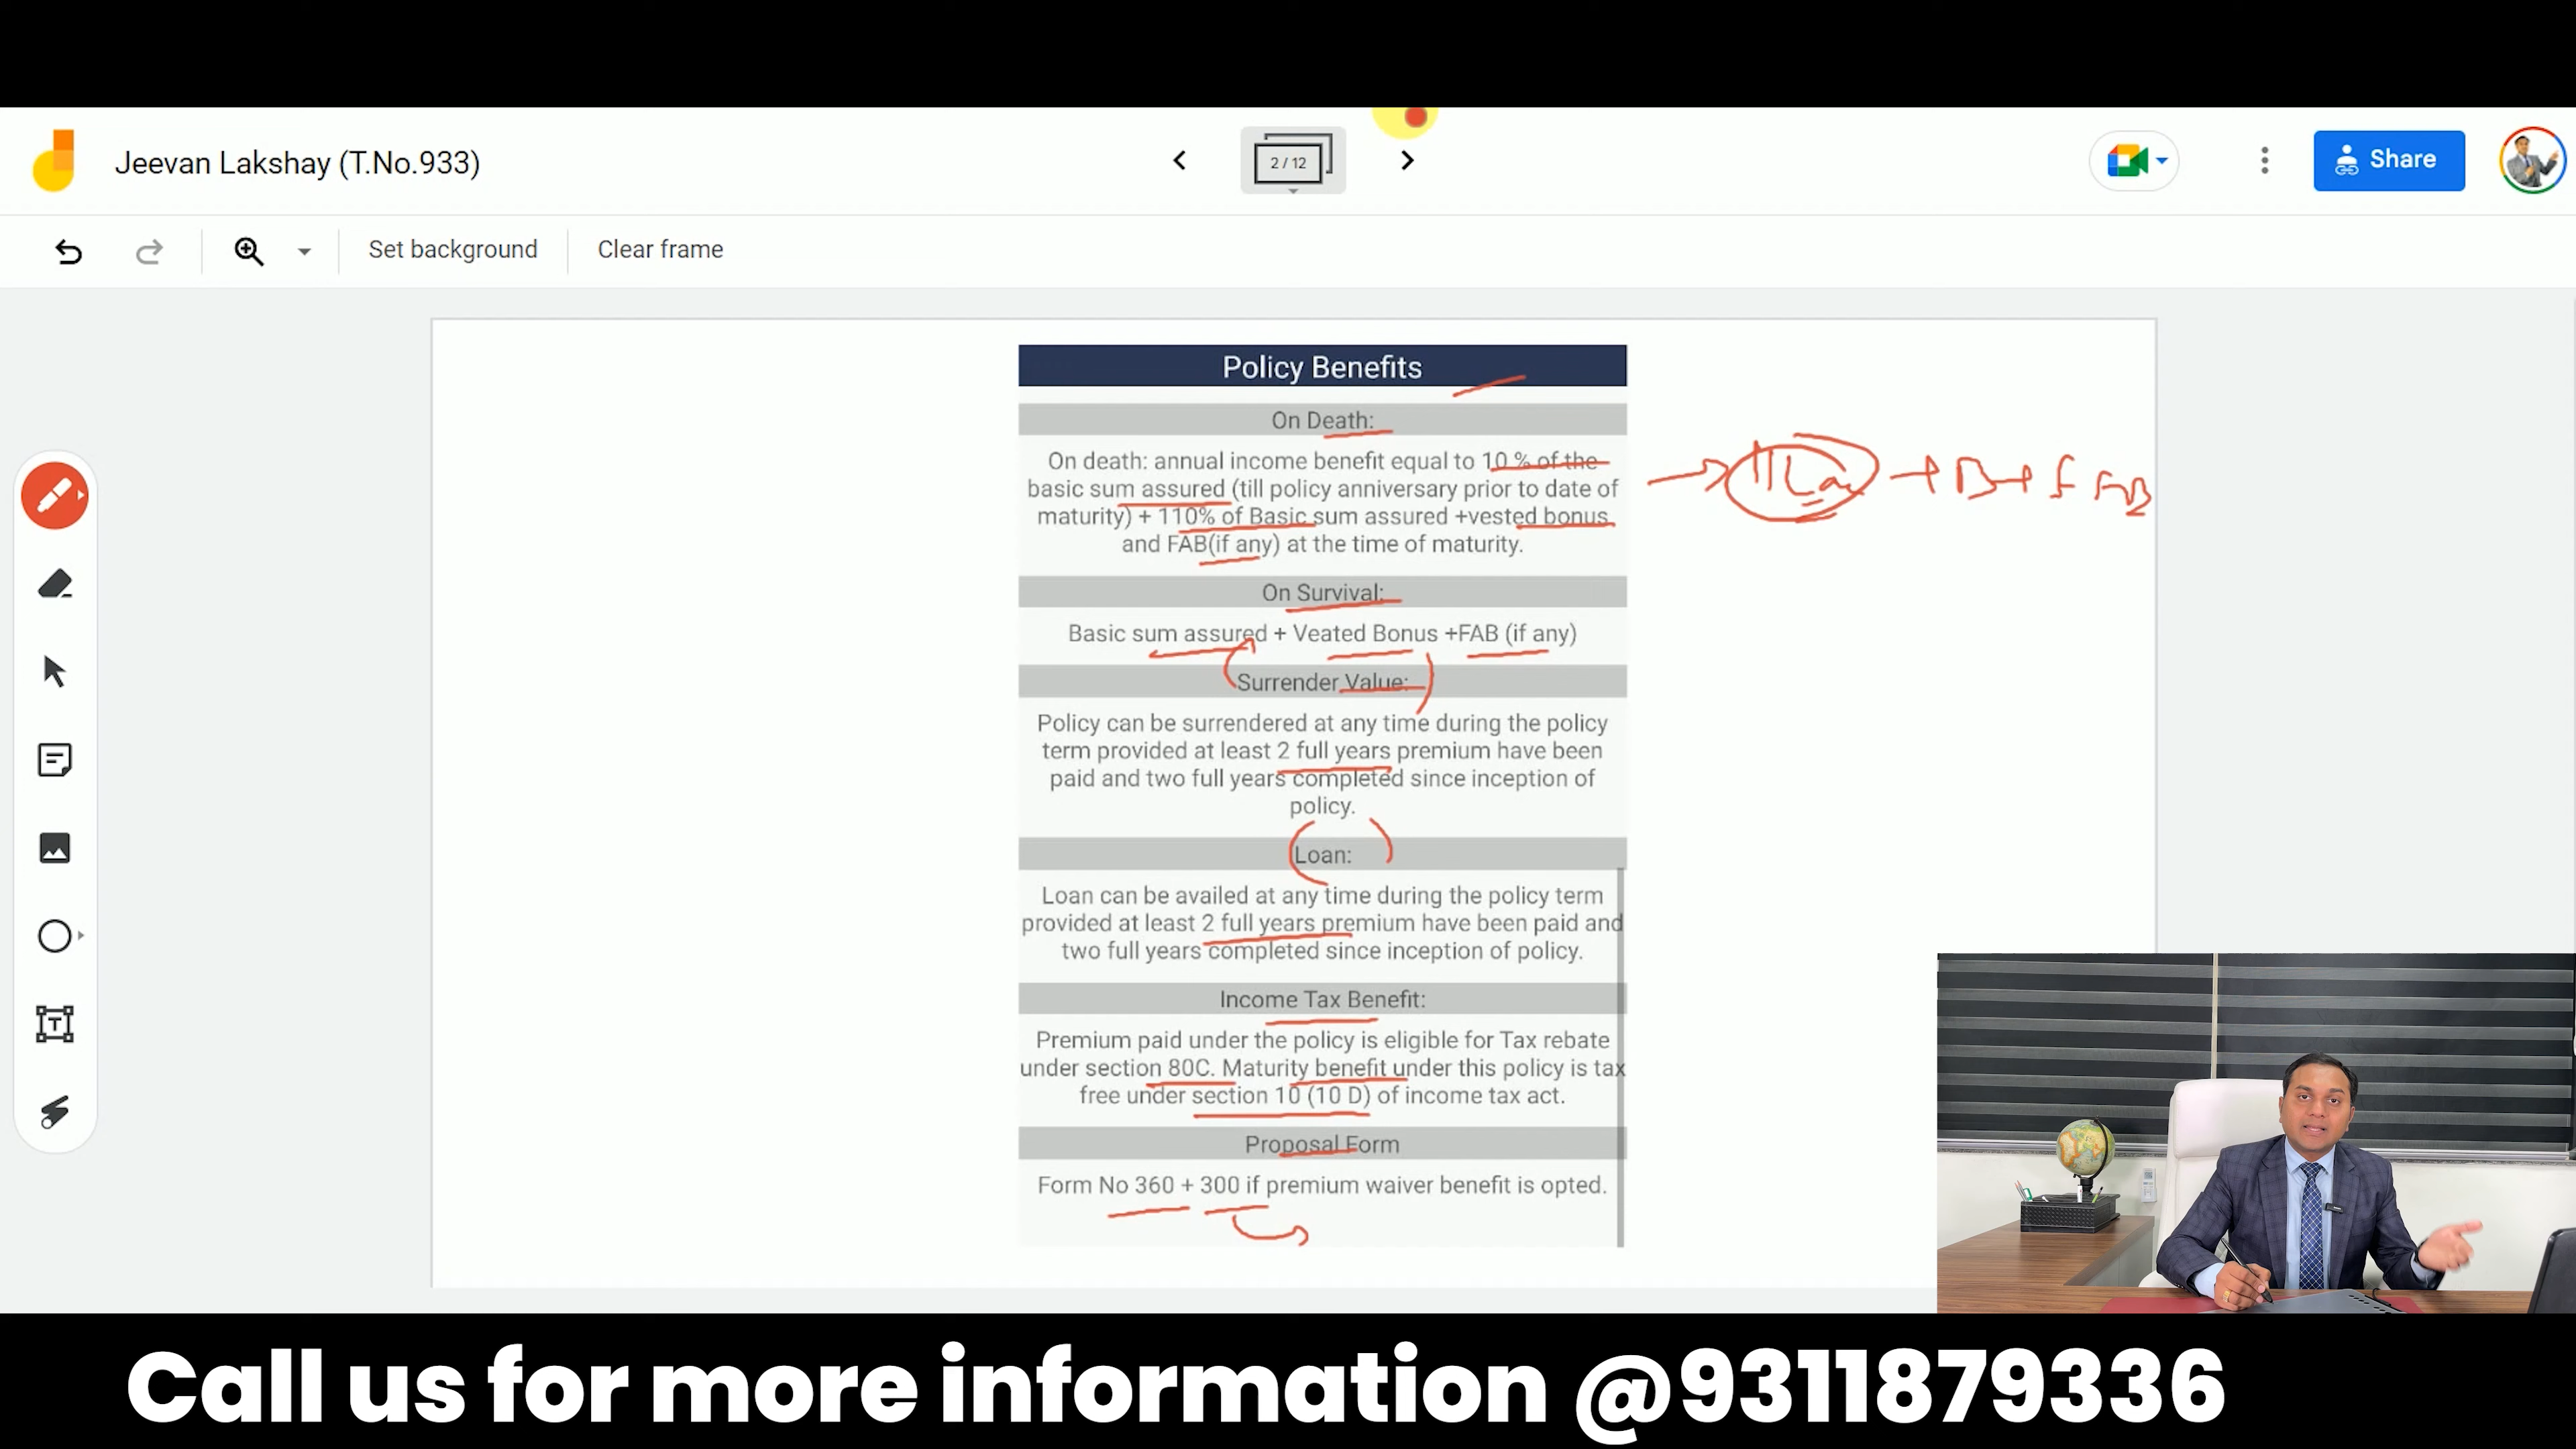 Jeevan Lakshay (T.No.933)
2 / 12
Share
Set background
Clear frame
Policy Benefits
On Death:
On death: annual income benefit equal to 10 % of the
basic sum assured (till policy anniversary prior to date of
maturity) + 110% of Basic sum assured +vested bonus
and FAB(if any) at the time of maturity.
11Lac + B + FAB
On Survival:
Basic sum assured + Veated Bonus +FAB (if any)
Surrender Value:
Policy can be surrendered at any time during the policy
term provided at least 2 full years premium have been
paid and two full years completed since inception of
policy.
Loan:
Loan can be availed at any time during the policy term
provided at least 2 full years premium have been paid and
two full years completed since inception of policy.
Income Tax Benefit:
Premium paid under the policy is eligible for Tax rebate
under section 80C. Maturity benefit under this policy is tax
free under section 10 (10 D) of income tax act.
Proposal Form
Form No 360 + 300 if premium waiver benefit is opted.
Call us for more information @9311879336